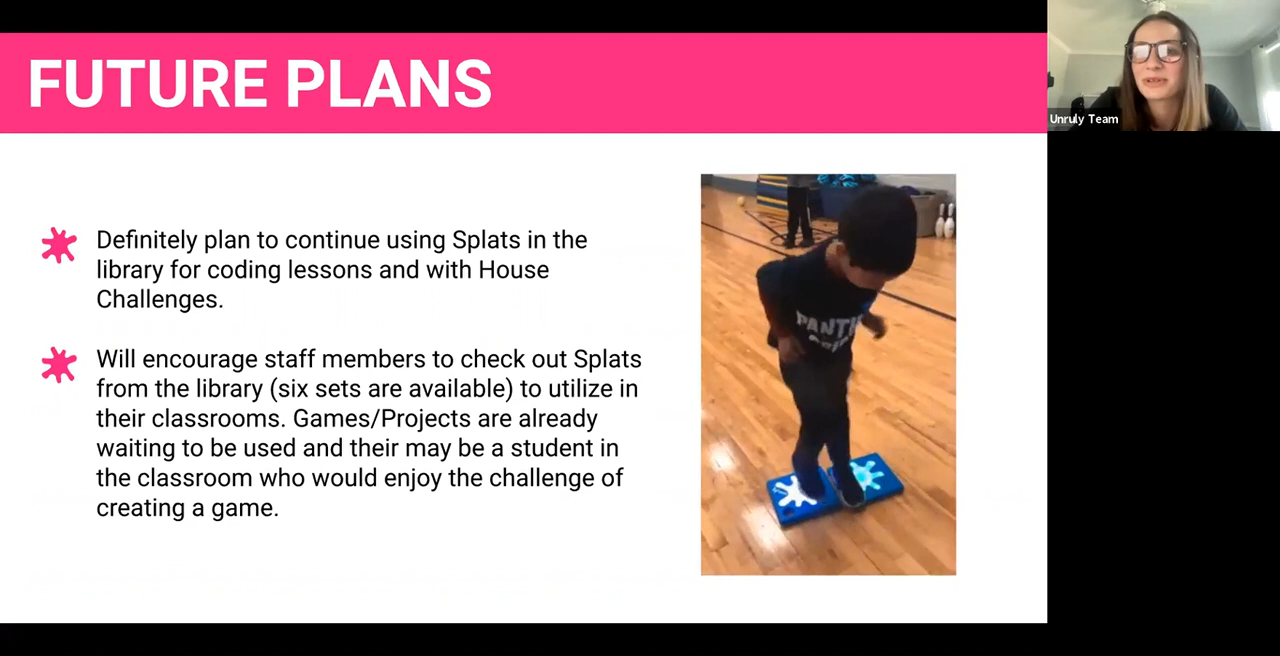 FUTURE PLANS
Unruly Team
Definitely plan to continue using Splats in the
library for coding lessons and with House
Challenges.
Will encourage staff members to check out Splats
from the library (six sets are available) to utilize in
their classrooms. Games/Projects are already
waiting to be used and their may be a student in
the classroom who would enjoy the challenge of
creating a game.